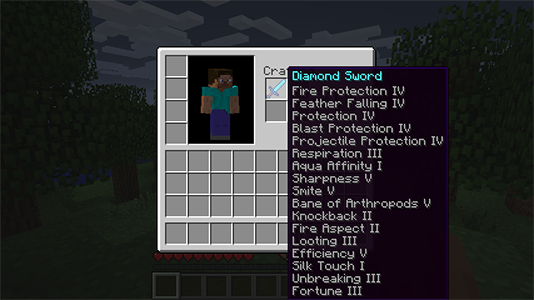 Cra
Diamond Sword
Fire Protection IV
Feather Falling IV
Protection IV
Blast Protection IV
Projectile Protection IV
Respiration III
Aqua Affinity I
Sharpness V
Smite V
Bane of Arthropods V
Knockback II
Fire Aspect II
Looting III
Efficiency V
Silk Touch I
Unbreaking III
Fortune III